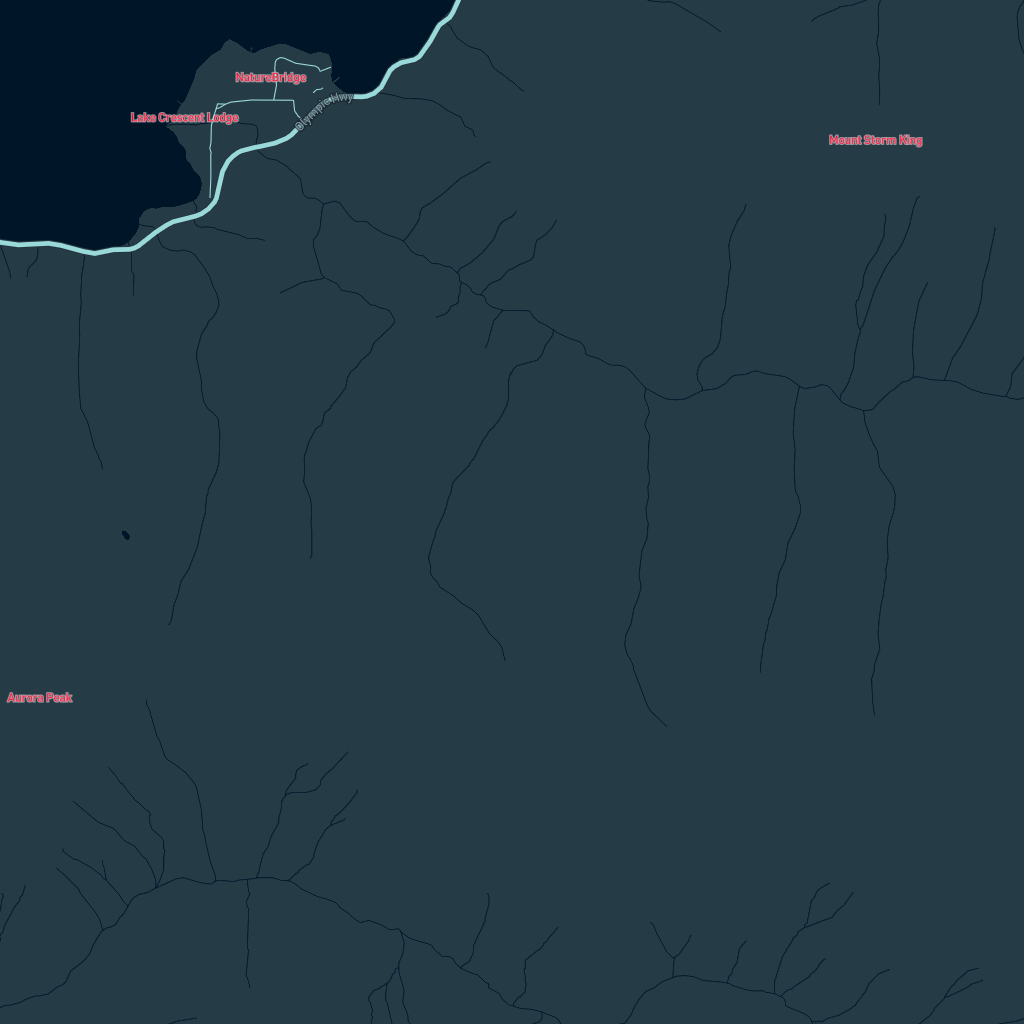 NatureBridge
Olympic Hwy
Lake Crescent Lodge
Mount Storm King
Aurora Peak